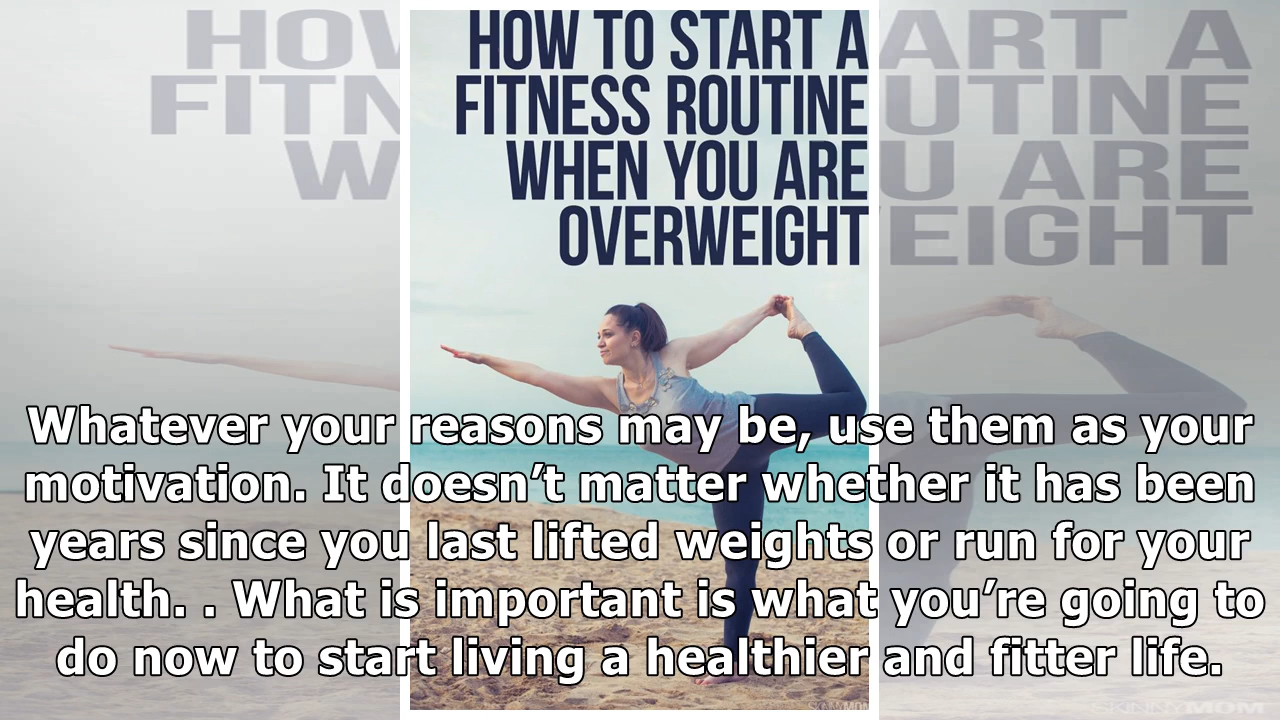 HOW TO START A
FITNESS ROUTINE
WHEN YOU ARE
OVERWEIGHT
Whatever your reasons may be, use them as your
motivation. It doesn’t matter whether it has been
years since you last lifted weights or run for your
health. . What is important is what you’re going to
do now to start living a healthier and fitter life.
SKINNYMOM